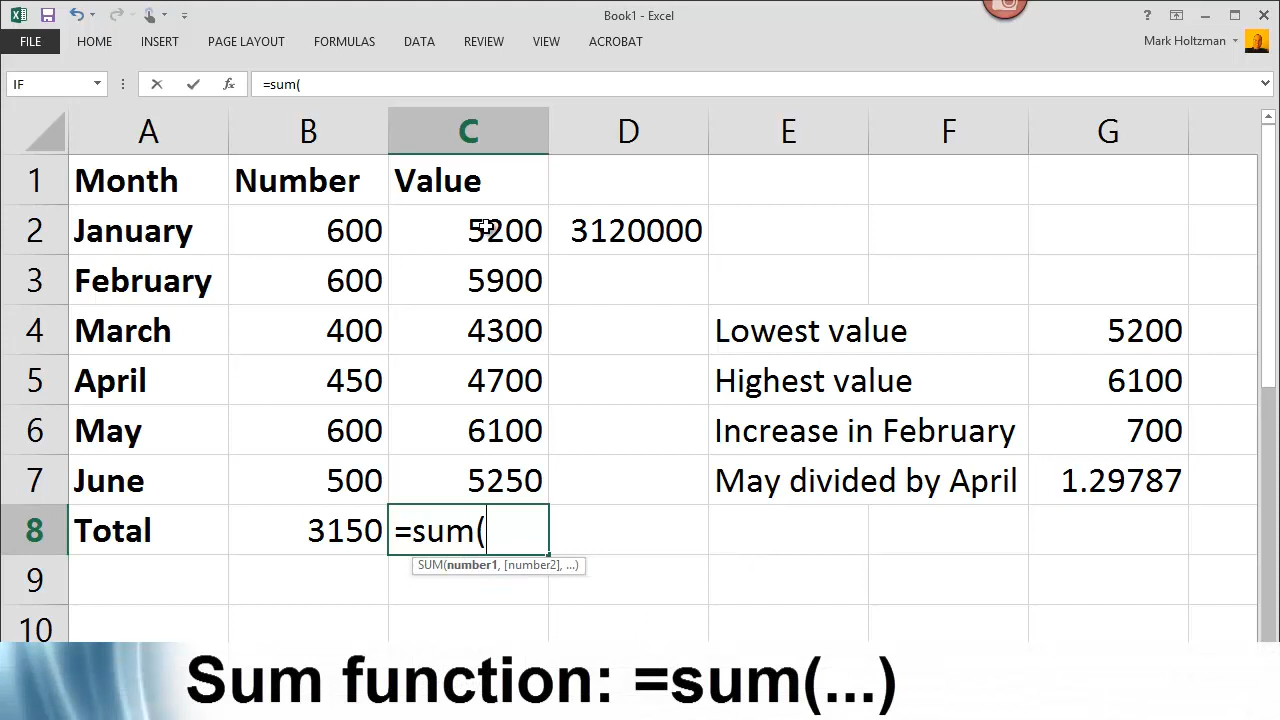 Book1 - Excel
FILE HOME INSERT PAGE LAYOUT FORMULAS DATA REVIEW VIEW ACROBAT Mark Holtzman
IF =sum(
A B C D E F G
1 Month Number Value
2 January 600 5200 3120000
3 February 600 5900
4 March 400 4300 Lowest value 5200
5 April 450 4700 Highest value 6100
6 May 600 6100 Increase in February 700
7 June 500 5250 May divided by April 1.29787
8 Total 3150 =sum(
SUM(number1, [number2], ...)
9
10
Sum function: =sum(...)